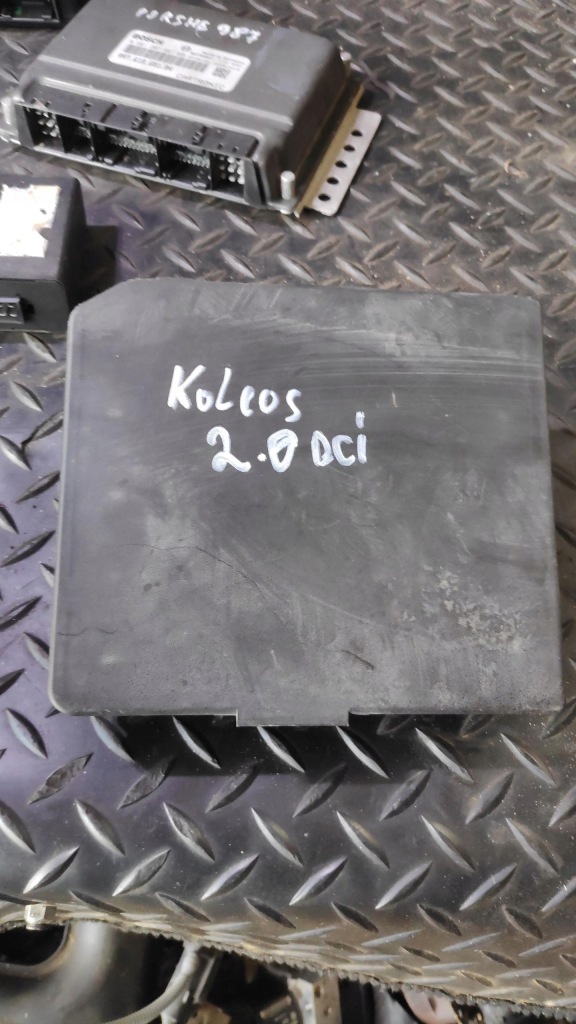 PORSHE 987
BOSCH
Koleos
2.0 DCi